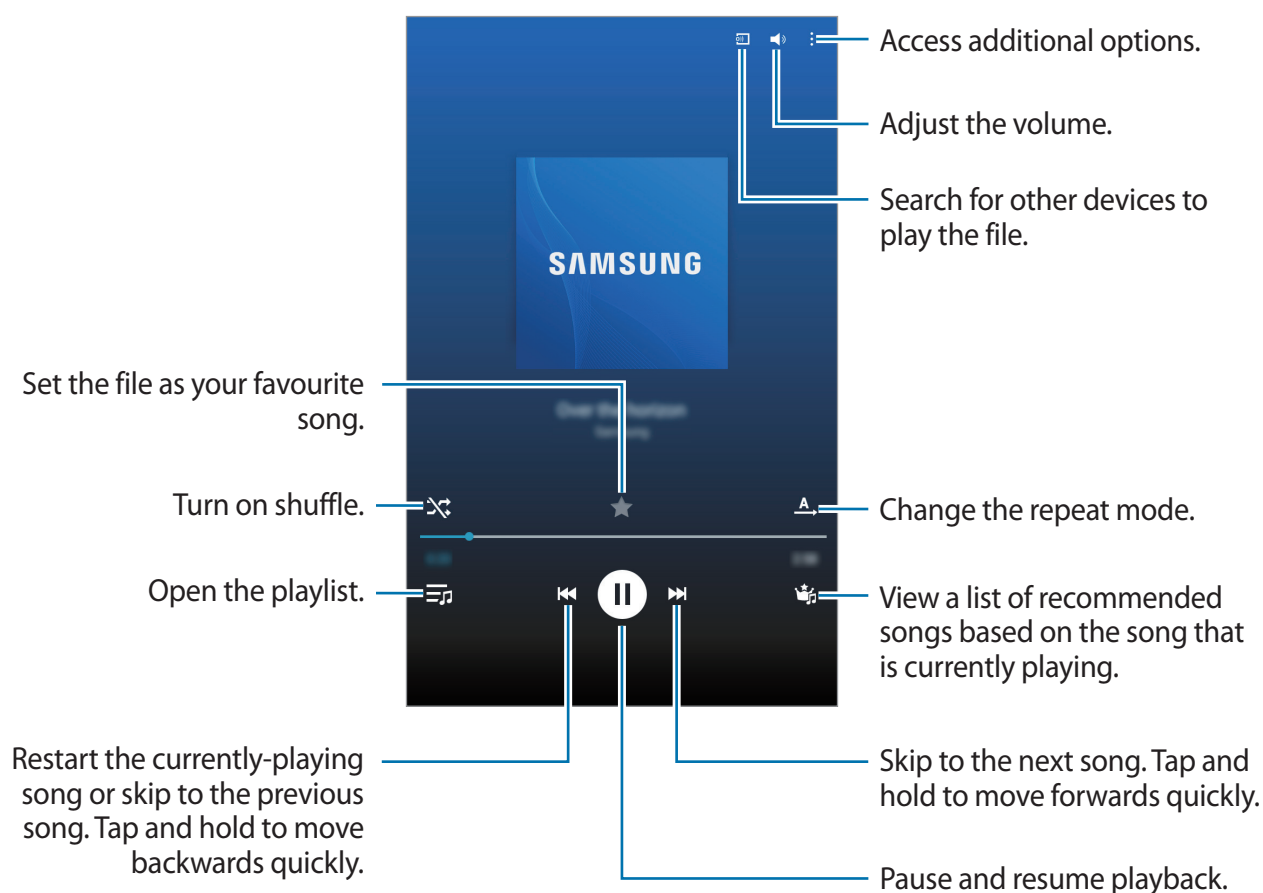 Access additional options.
Adjust the volume.
Search for other devices to
play the file.
SAMSUNG
Set the file as your favourite
song.
Over the horizon
Samsung
Turn on shuffle.
A
Change the repeat mode.
Open the playlist.
View a list of recommended
songs based on the song that
is currently playing.
Restart the currently-playing
song or skip to the previous
song. Tap and hold to move
backwards quickly.
Skip to the next song. Tap and
hold to move forwards quickly.
Pause and resume playback.